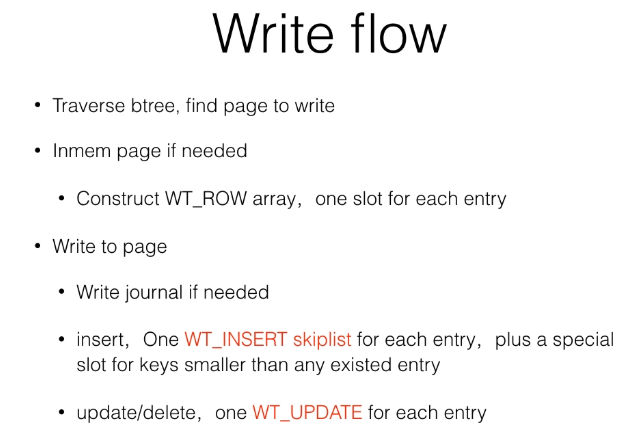 Write flow
• Traverse btree, find page to write
• Inmem page if needed
• Construct WT_ROW array，one slot for each entry
• Write to page
• Write journal if needed
• insert，One WT_INSERT skiplist for each entry，plus a special
slot for keys smaller than any existed entry
• update/delete，one WT_UPDATE for each entry